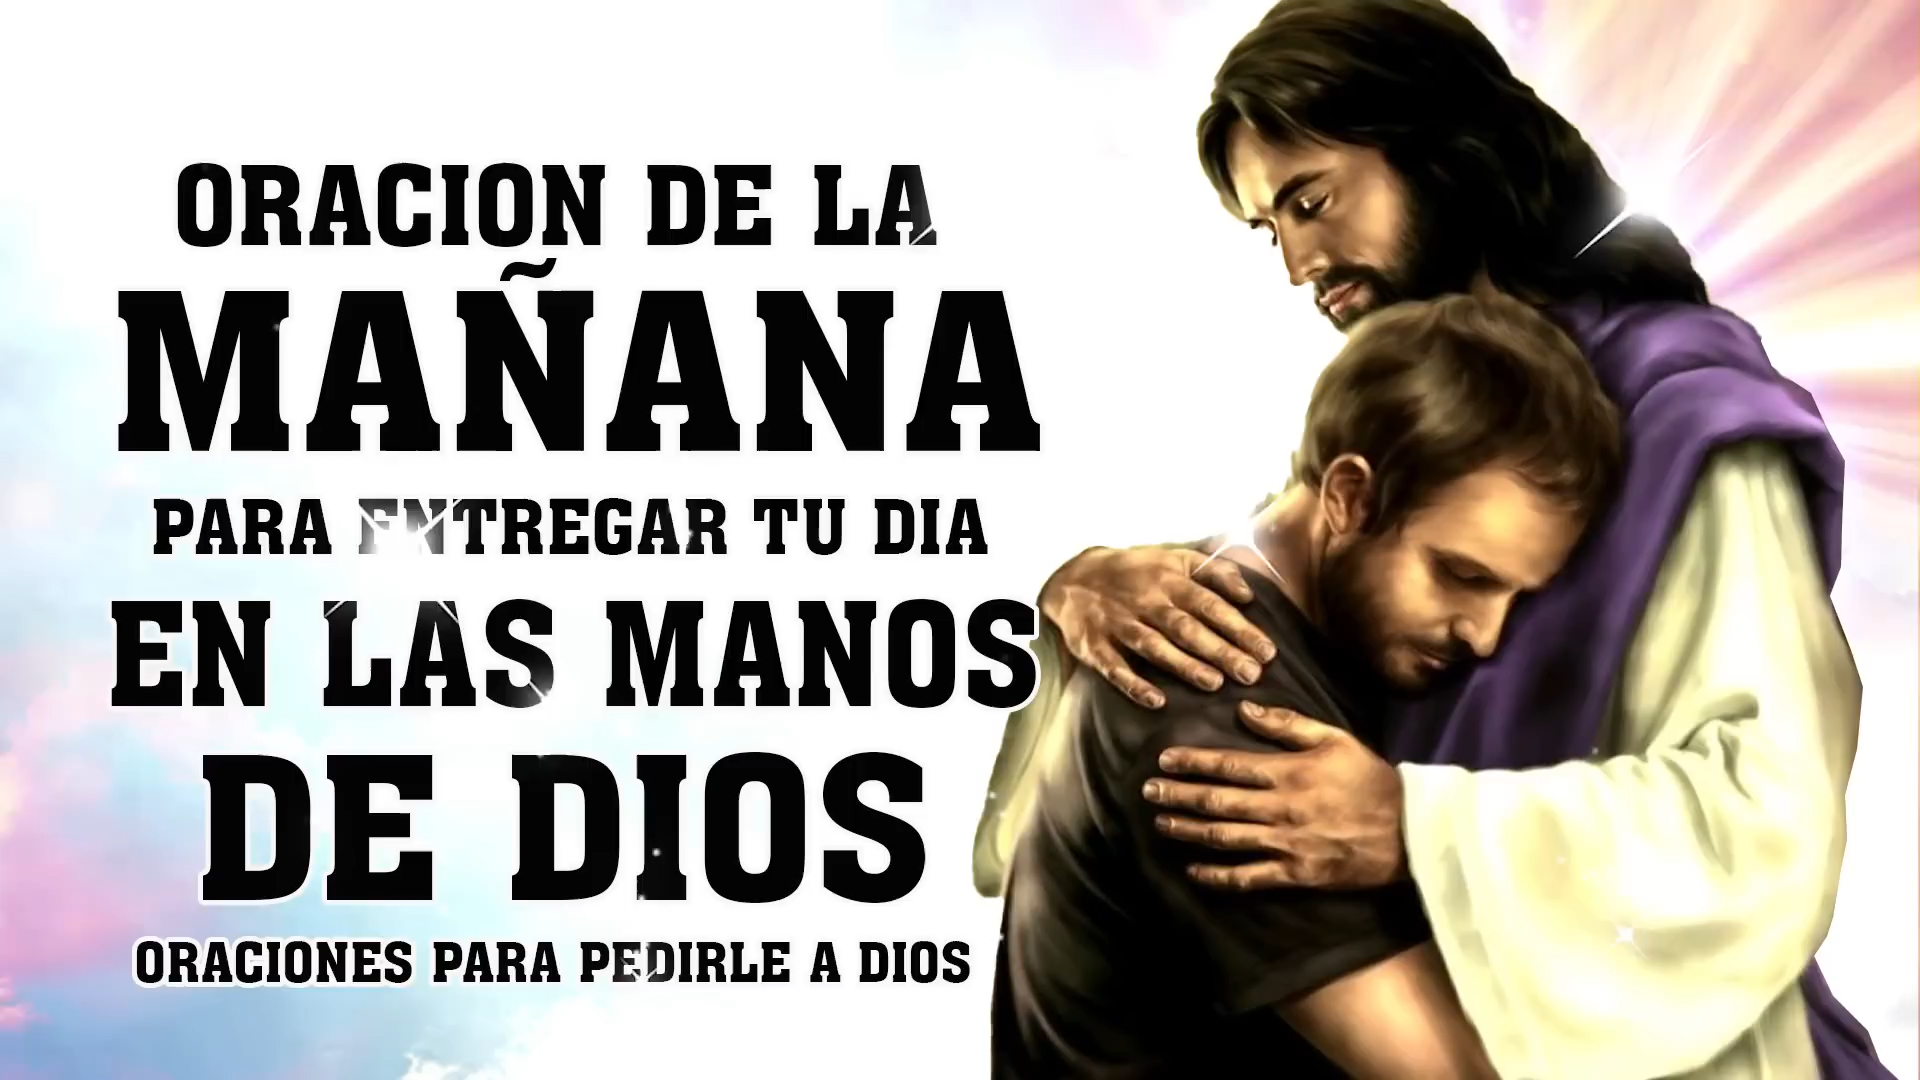 ORACION DE LA
MAÑANA
PARA ENTREGAR TU DIA
EN LAS MANOS
DE DIOS
ORACIONES PARA PEDIRLE A DIOS